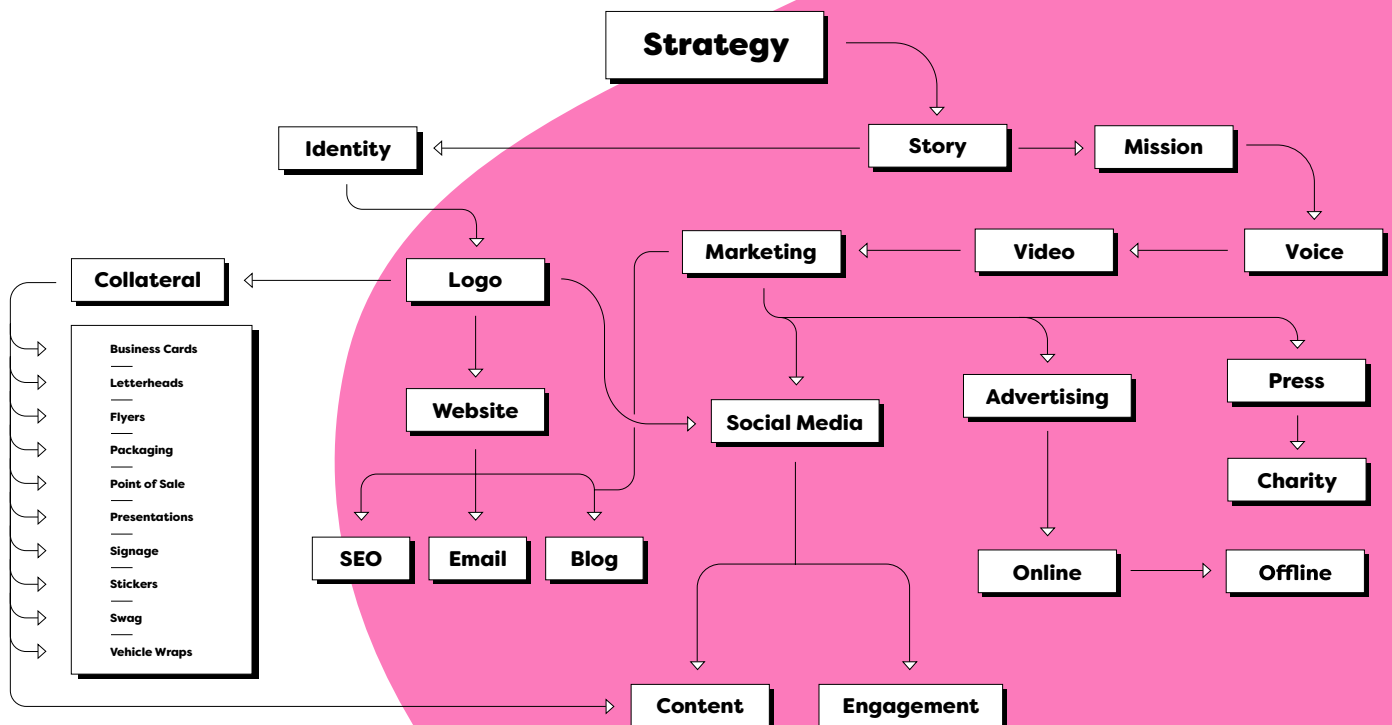 Strategy
Identity
Story
Mission
Marketing
Video
Voice
Collateral
Logo
Business Cards
Letterheads
Flyers
Packaging
Point of Sale
Presentations
Signage
Stickers
Swag
Vehicle Wraps
Website
Social Media
Advertising
Press
Charity
SEO
Email
Blog
Online
Offline
Content
Engagement